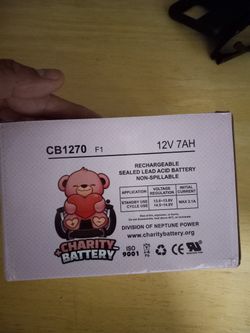 CB1270 F1
12V 7AH
RECHARGEABLE
SEALED LEAD ACID BATTERY
NON-SPILLABLE
APPLICATION VOLTAGE REGULATION INITIAL CURRENT
STANDBY USE 13.5-13.8V MAX 2.1A
CYCLE USE 14.5-14.9V
DIVISION OF NEPTUNE POWER
www.charitybattery.org
CHARITY
BATTERY
ISO
9001
CE